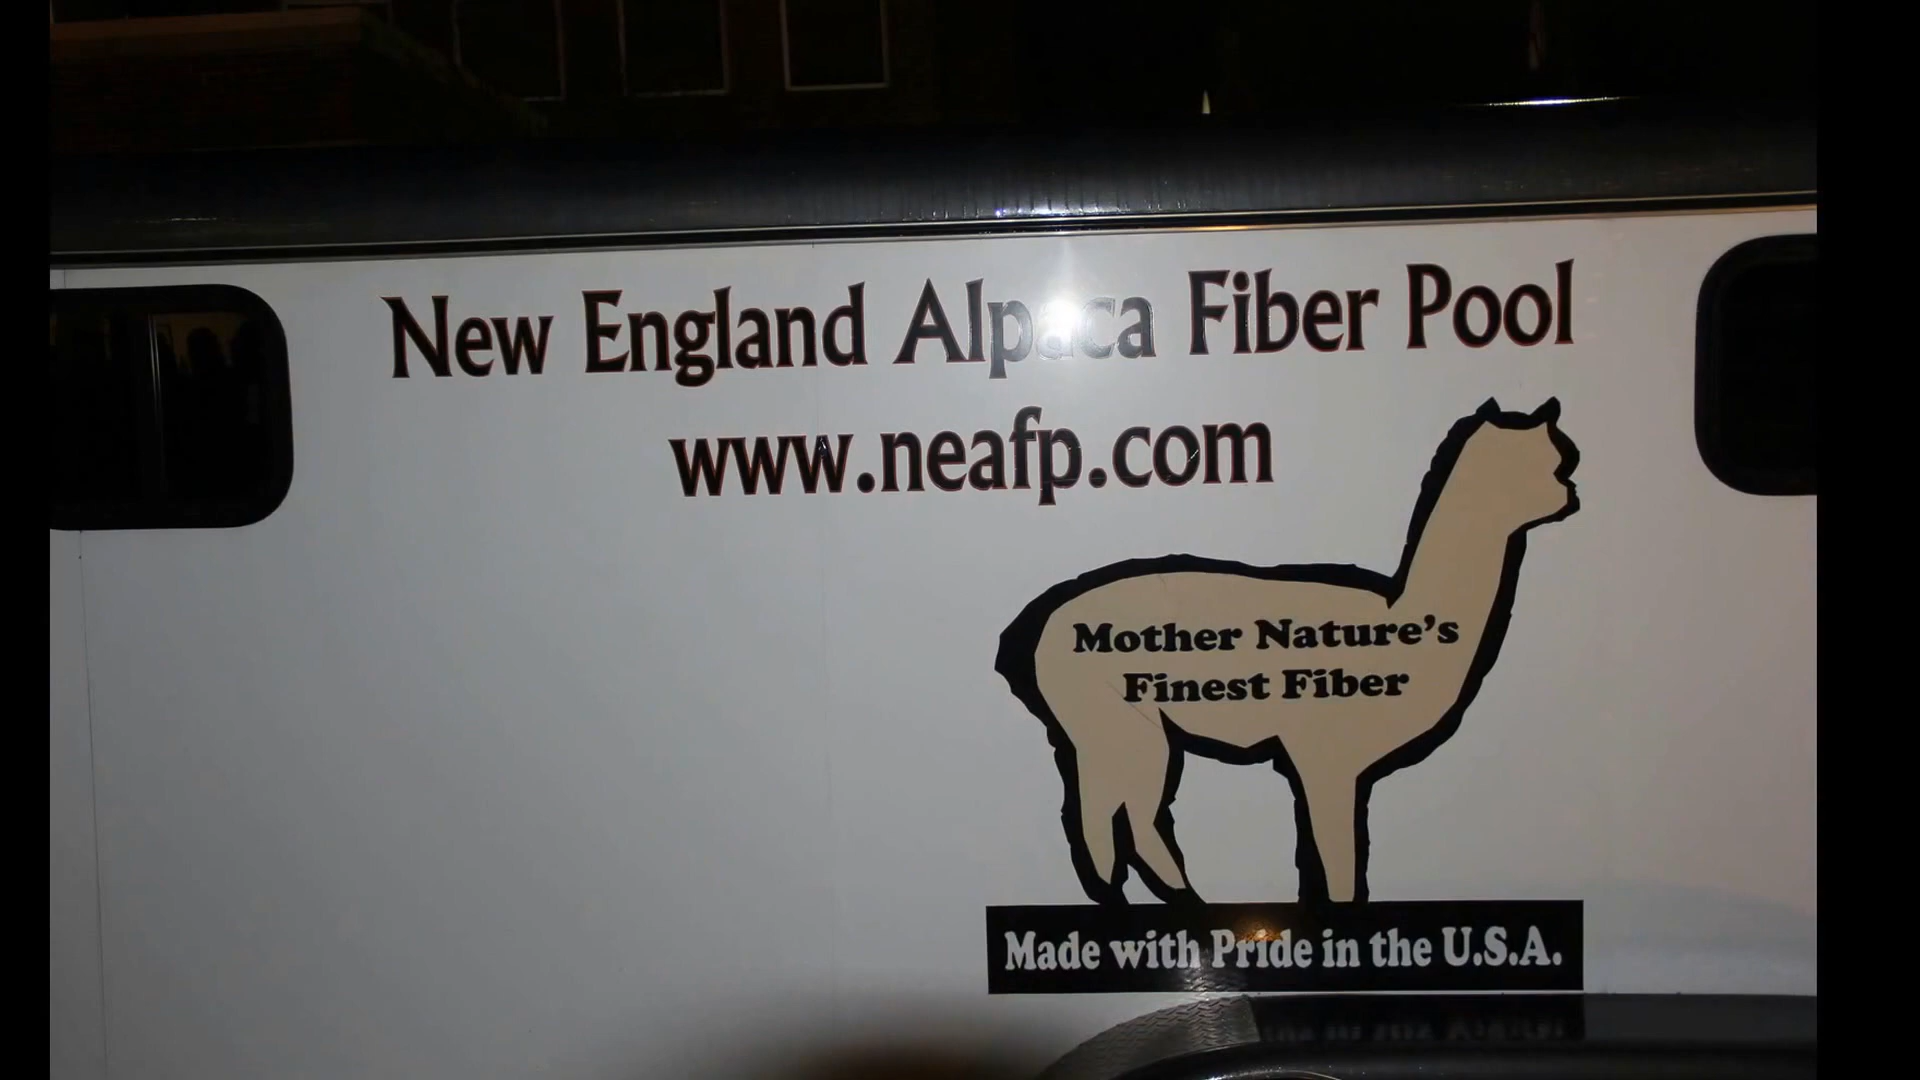 New England Alpaca Fiber Pool
www.neafp.com
Mother Nature's
Finest Fiber
Made with Pride in the U.S.A.